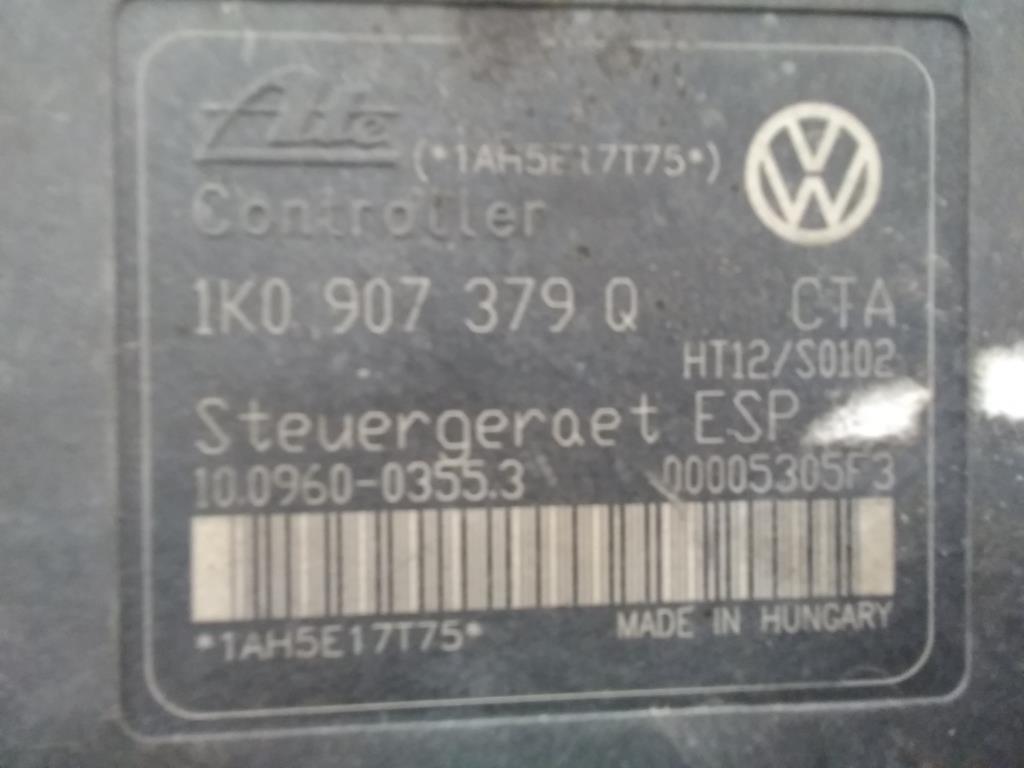 Ate (*1AH5E17T75*)
Controller
1K0 907 379 Q CTA
HT12/S0102
Steuergeraet ESP
10.0960-0355.3 00005305F3
*1AH5E17T75* MADE IN HUNGARY